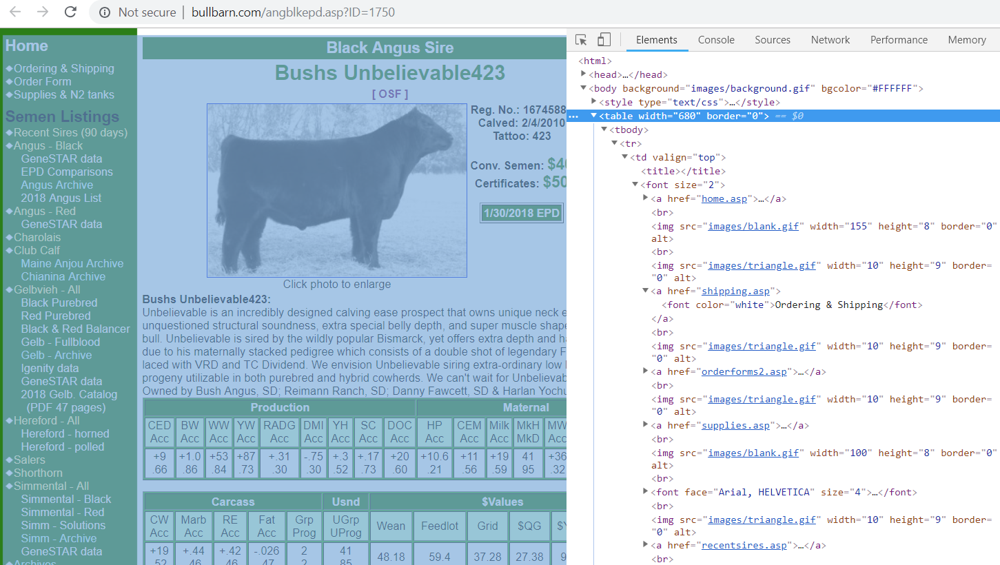 Not secure | bullbarn.com/angblkepd.asp?ID=1750
Home
◆Ordering & Shipping
◆Order Form
◆Supplies & N2 tanks
Semen Listings
◆Recent Sires (90 days)
◆Angus - Black
GeneSTAR data
EPD Comparisons
Angus Archive
2018 Angus List
◆Angus - Red
GeneSTAR data
◆Charolais
◆Club Calf
Maine Anjou Archive
Chianina Archive
◆Gelbvieh - All
Black Purebred
Red Purebred
Black & Red Balancer
Gelb - Fullblood
Gelb - Archive
Igenity data
GeneSTAR data
2018 Gelb. Catalog
(PDF 47 pages)
◆Hereford - All
Hereford - horned
Hereford - polled
◆Salers
◆Shorthorn
◆Simmental - All
Simmental - Black
Simmental - Red
Simm - Solutions
Simm - Archive
GeneSTAR data
◆Archives
Black Angus Sire
Bushs Unbelievable423
[ OSF ]
Reg. No.: 1674588
Calved: 2/4/2010
Tattoo: 423
Conv. Semen: $4
Certificates: $50
1/30/2018 EPD
Click photo to enlarge
Bushs Unbelievable423:
Unbelievable is an incredibly designed calving ease prospect that owns unique neck e
unquestioned structural soundness, extra special belly depth, and super muscle shape
bull. Unbelievable is sired by the wildly popular Bismarck, yet offers extra depth and ha
due to his maternally stacked pedigree which consists of a double shot of legendary F
laced with VRD and TC Dividend. We envision Unbelievable siring extra-ordinary low
progeny utilizable in both purebred and hybrid cowherds. We can't wait for Unbelievab
Owned by Bush Angus, SD; Reimann Ranch, SD; Danny Fawcett, SD & Harlan Yochu
Production Maternal
CED BW WW YW RADG DMI YH SC DOC HP CEM Milk MkH MW
Acc Acc Acc Acc Acc Acc Acc Acc Acc Acc Acc Acc MkD Acc
+9 +1.0 +53 +87 +.31 -.75 +.3 +.17 +20 +10.6 +11 +19 41 +36
.66 .86 .84 .73 .30 .30 .52 .73 .60 .21 .56 .59 95 .32
Carcass Usnd $Values
CW Marb RE Fat Grp UGrp Wean Feedlot Grid $QG $Y
Acc Acc Acc Acc Prog UProg
+19 +.44 +.42 -.026 2 41 48.18 59.4 37.28 27.38 9
52 46 46 47 2 85
Elements Console Sources Network Performance Memory
<html>
<head>…</head>
<body background="images/background.gif" bgcolor="#FFFFFF">
<style type="text/css">…</style>
<table width="680" border="0"> == $0
<tbody>
<tr>
<td valign="top">
<title></title>
<font size="2">
<a href="home.asp">…</a>
<br>
<img src="images/blank.gif" width="155" height="8" border="0"
alt>
<br>
<img src="images/triangle.gif" width="10" height="9" border=
"0" alt>
<a href="shipping.asp">
<font color="white">Ordering & Shipping</font>
</a>
<br>
<img src="images/triangle.gif" width="10" height="9" border=
"0" alt>
<a href="orderforms2.asp">…</a>
<br>
<img src="images/triangle.gif" width="10" height="9" border=
"0" alt>
<a href="supplies.asp">…</a>
<br>
<img src="images/blank.gif" width="100" height="8" border="0"
alt>
<br>
<font face="Arial, HELVETICA" size="4">…</font>
<br>
<img src="images/triangle.gif" width="10" height="9" border=
"0" alt>
<a href="recentsires.asp">…</a>
<br>